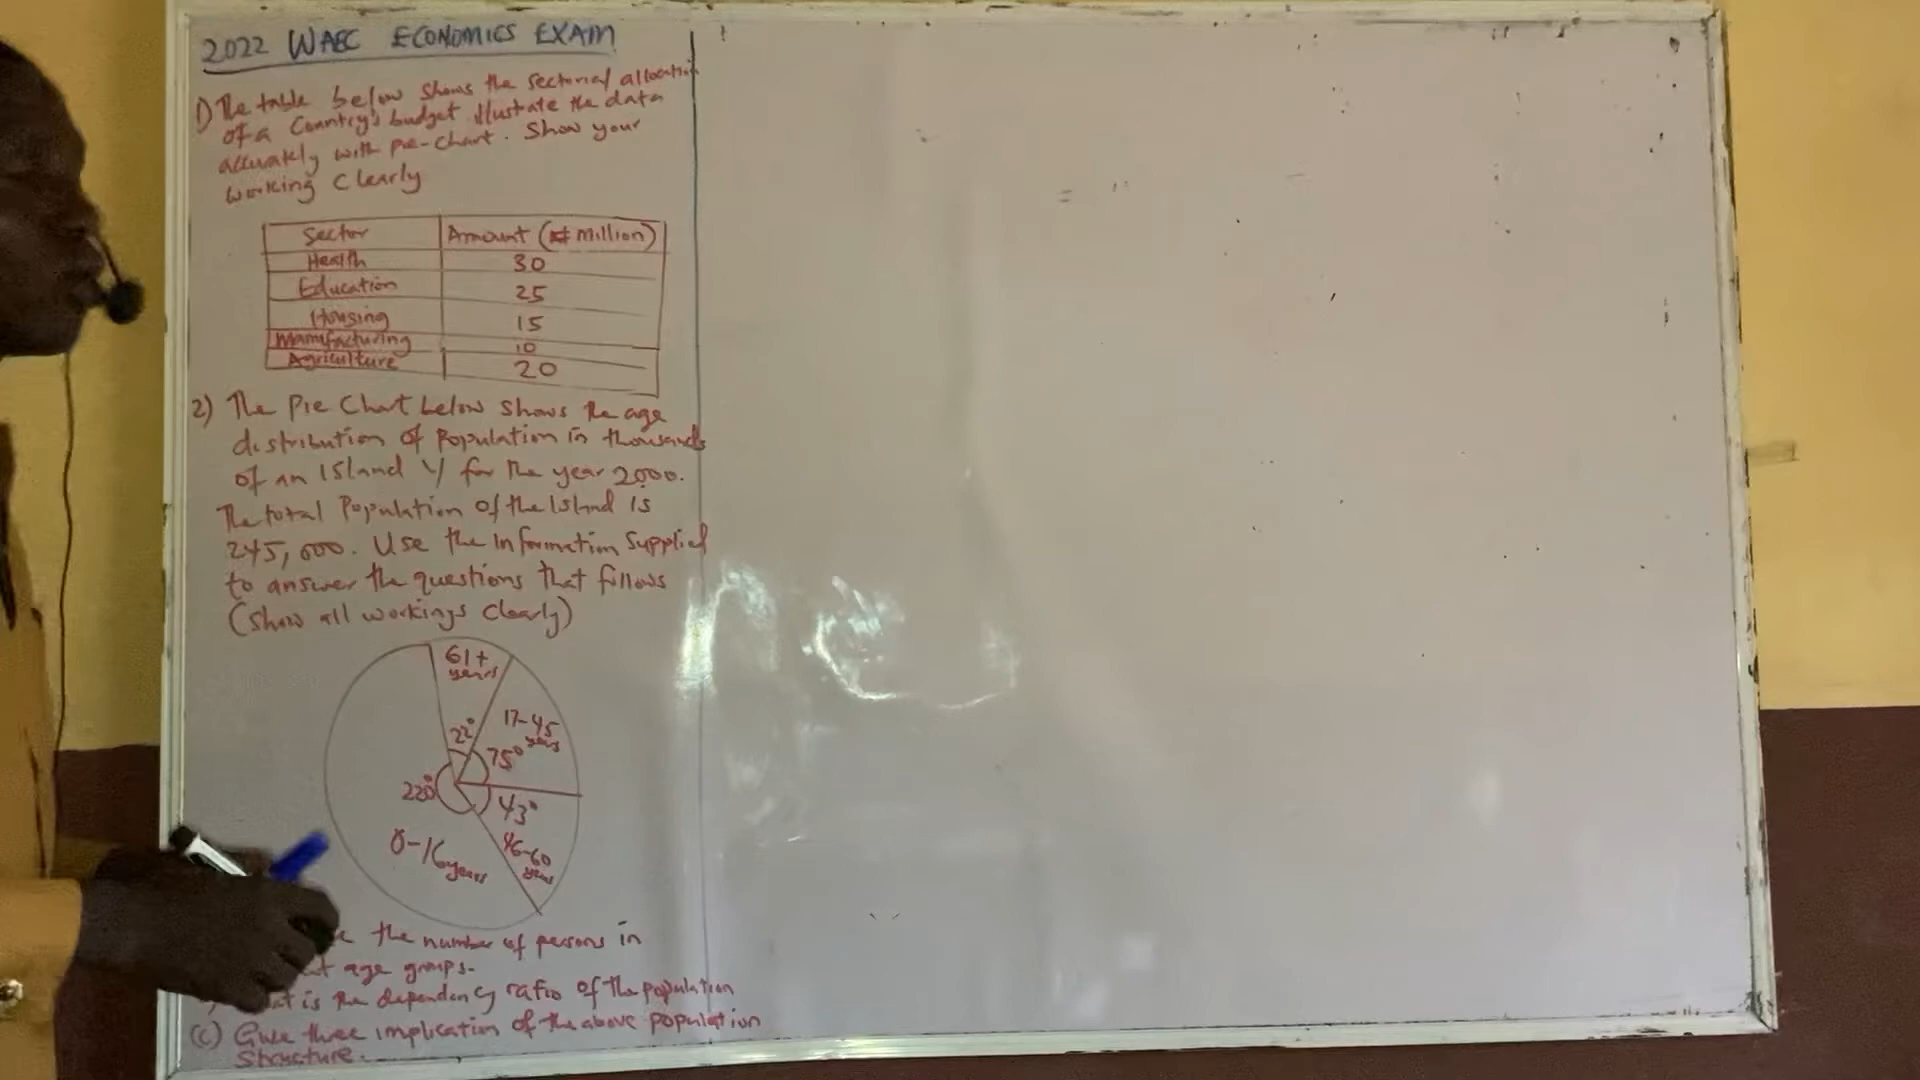 2022 WAEC ECONOMICS EXAM
1) The table below shows the sectorial allocation
of a Country's budget illustrate the data
accurately with pie-chart. Show your
working clearly
Sector Amount (₦ Million)
Health 30
Education 25
Housing 15
Manufacturing 10
Agriculture 20
2) The Pie Chart below shows the age
distribution of Population in thousands
of an Island Y for the year 2000.
The total Population of the Island is
245,000. Use the Information Supplied
to answer the questions that follows
(Show all workings clearly)
61+
years
22°
17-45
years
75°
220°
43°
0-16 years
46-60
years
the number of persons in
age groups.
is the dependency ratio of the population
(c) Give three implication of the above population
structure.